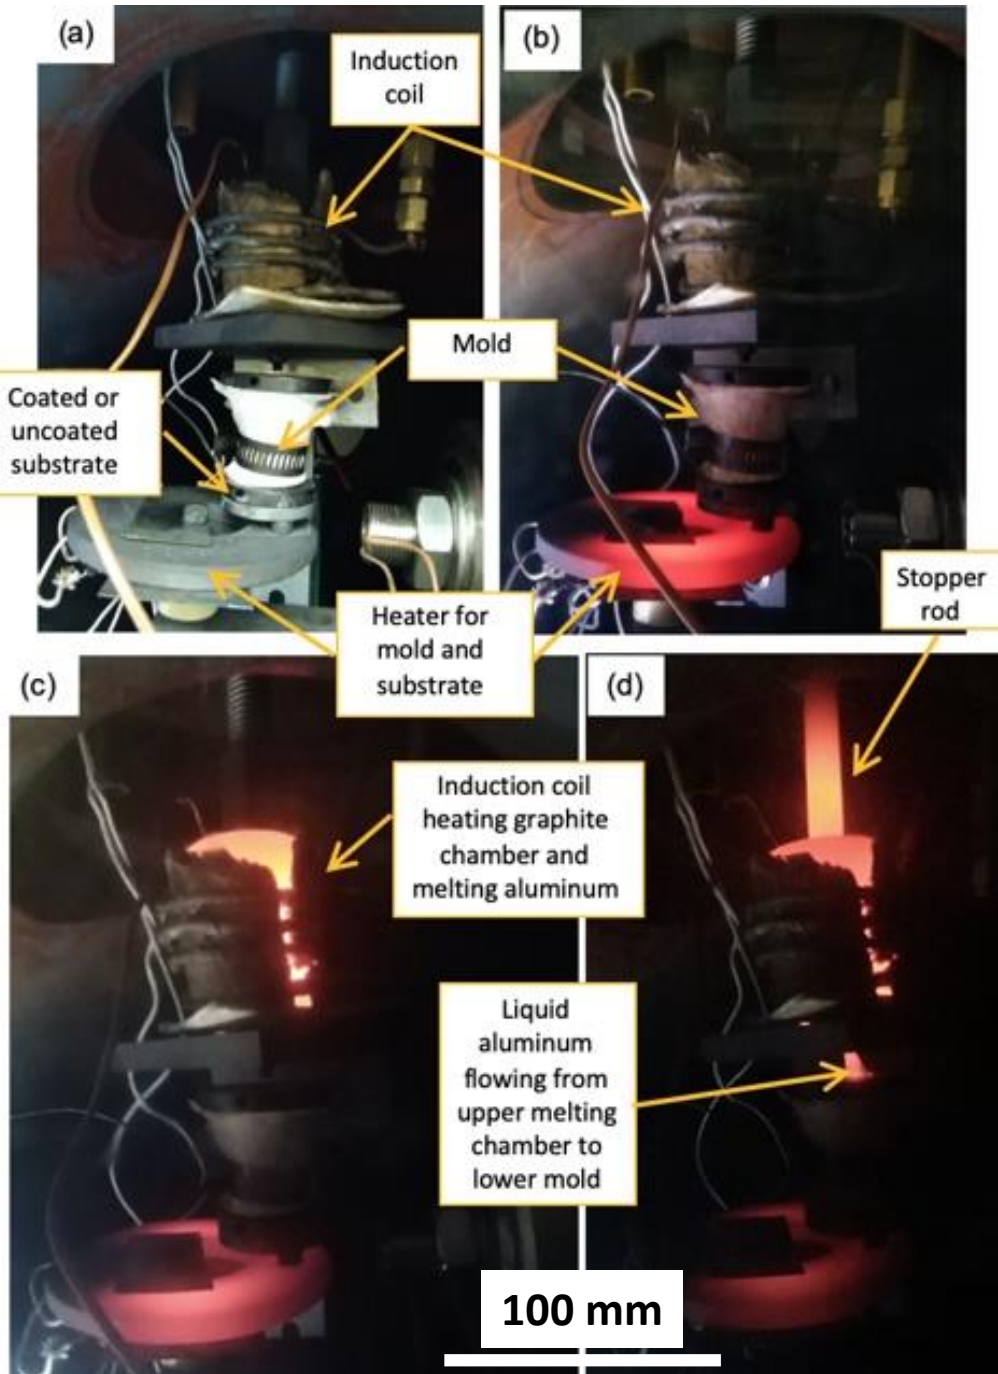 (a)
(b)
Induction
coil
Mold
Coated or
uncoated
substrate
Heater for
mold and
substrate
Stopper
rod
(c)
(d)
Induction coil
heating graphite
chamber and
melting aluminum
Liquid
aluminum
flowing from
upper melting
chamber to
lower mold
100 mm